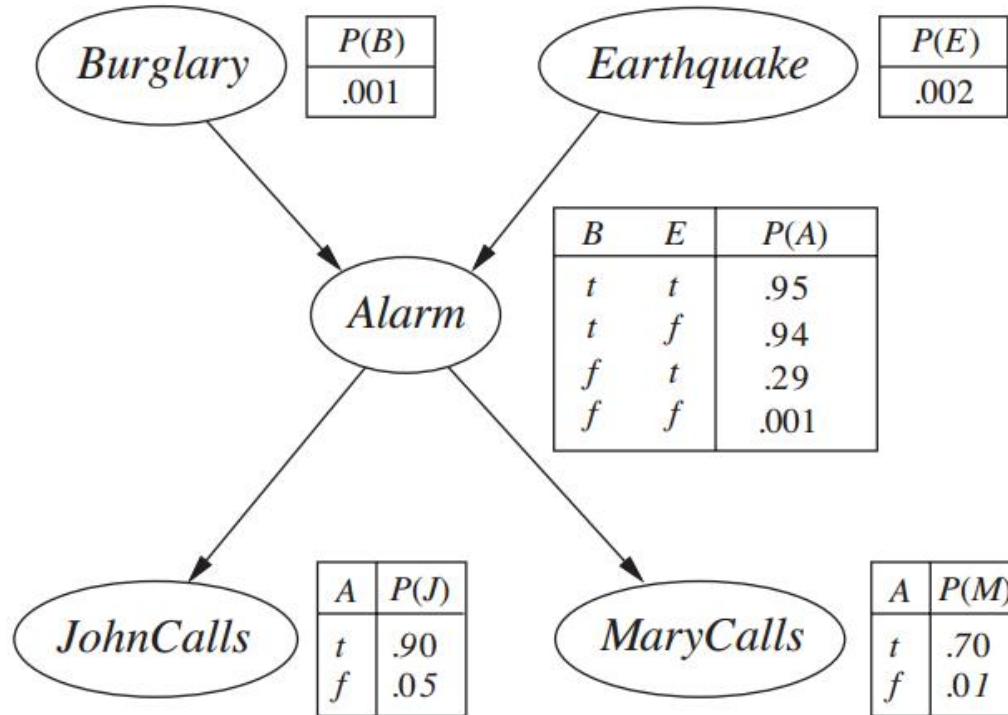 Burglary
P(B)
.001
Earthquake
P(E)
.002
Alarm
B E P(A)
t t .95
t f .94
f t .29
f f .001
JohnCalls
A P(J)
t .90
f .05
MaryCalls
A P(M)
t .70
f .01